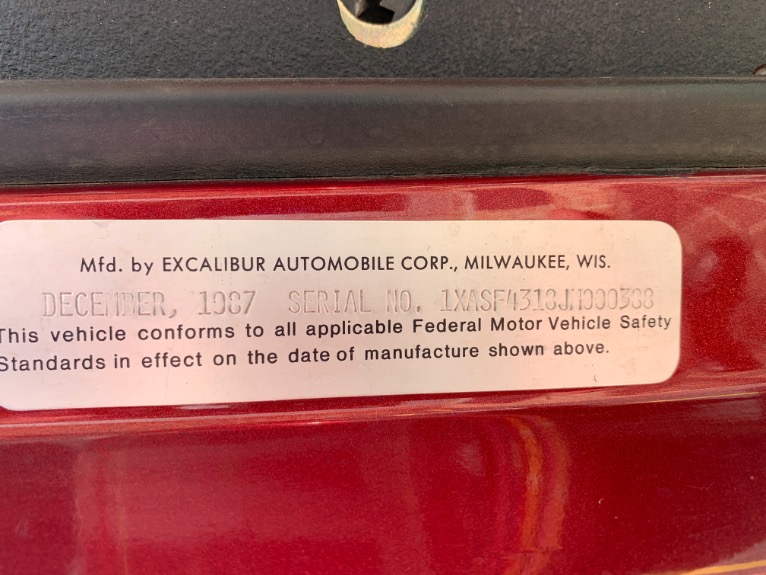 Mfd. by EXCALIBUR AUTOMOBILE CORP., MILWAUKEE, WIS.
DECEMBER, 1987 SERIAL NO.
This vehicle conforms to all applicable Federal Motor Vehicle Safety
Standards in effect on the date of manufacture shown above.